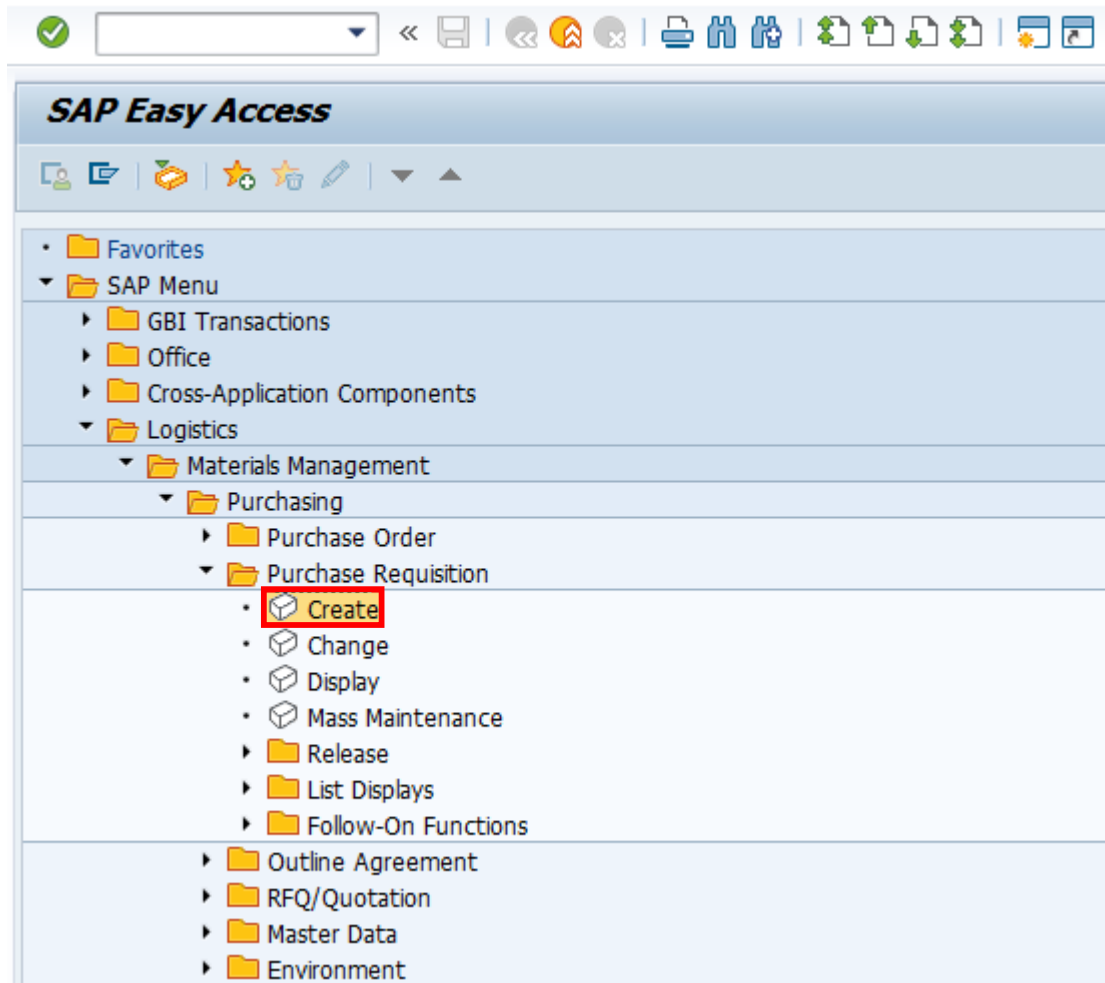 SAP Easy Access
Favorites
SAP Menu
GBI Transactions
Office
Cross-Application Components
Logistics
Materials Management
Purchasing
Purchase Order
Purchase Requisition
Create
Change
Display
Mass Maintenance
Release
List Displays
Follow-On Functions
Outline Agreement
RFQ/Quotation
Master Data
Environment